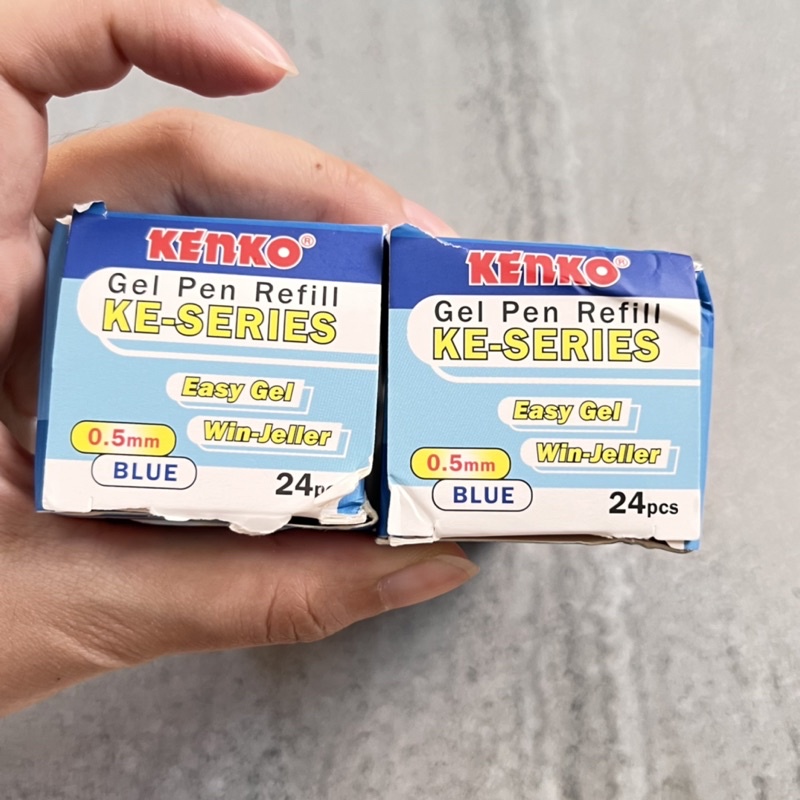 KENKO®
Gel Pen Refill
KE-SERIES
Easy Gel
Win-Jeller
0.5mm
BLUE
24
KENKO®
Gel Pen Refill
KE-SERIES
Easy Gel
Win-Jeller
0.5mm
BLUE
24pcs